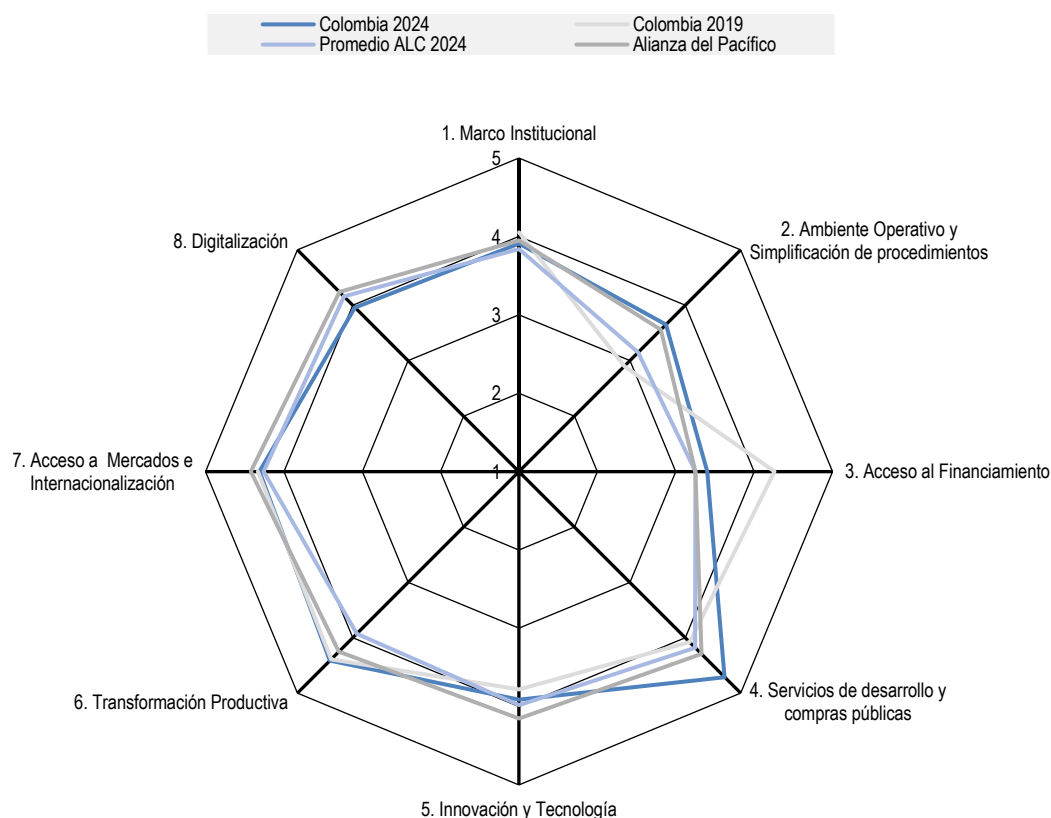 Colombia 2024
Colombia 2019
Promedio ALC 2024
Alianza del Pacífico
1. Marco Institucional
5
4
3
2
1
2. Ambiente Operativo y
Simplificación de procedimientos
3. Acceso al Financiamiento
4. Servicios de desarrollo y
compras públicas
5. Innovación y Tecnología
6. Transformación Productiva
7. Acceso a Mercados e
Internacionalización
8. Digitalización